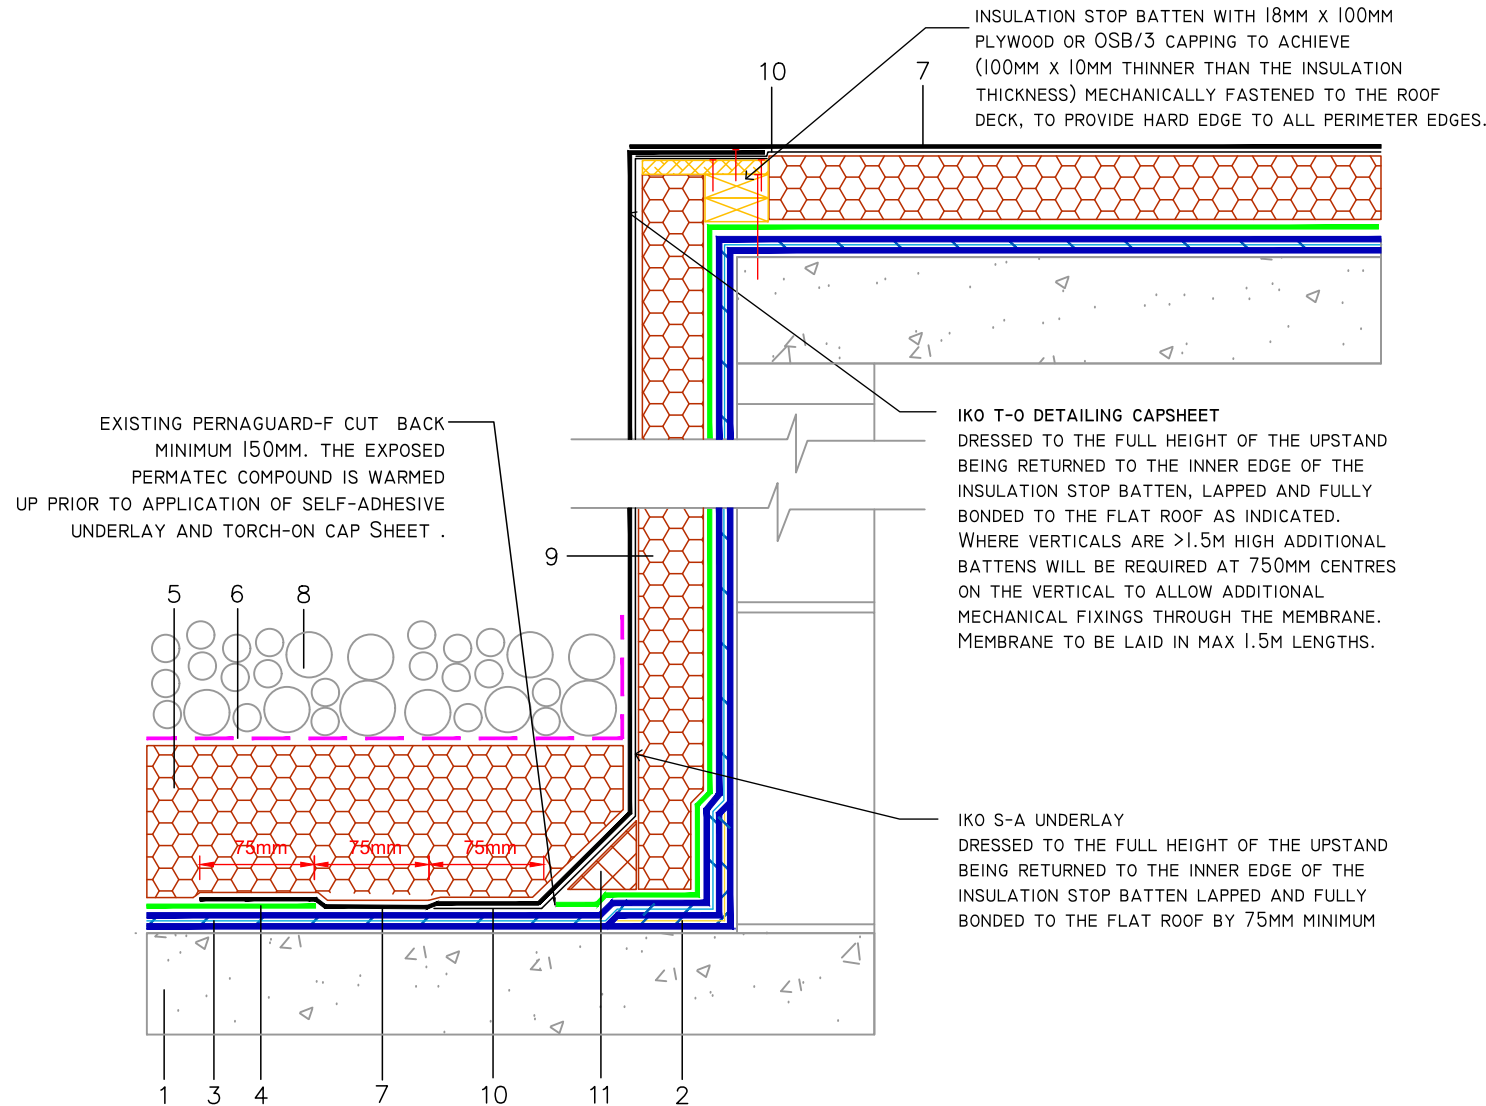 INSULATION STOP BATTEN WITH 18MM X 100MM
PLYWOOD OR OSB/3 CAPPING TO ACHIEVE
(100MM X 10MM THINNER THAN THE INSULATION
THICKNESS) MECHANICALLY FASTENED TO THE ROOF
DECK, TO PROVIDE HARD EDGE TO ALL PERIMETER EDGES.
10
7
IKO T-O DETAILING CAPSHEET
DRESSED TO THE FULL HEIGHT OF THE UPSTAND
BEING RETURNED TO THE INNER EDGE OF THE
INSULATION STOP BATTEN, LAPPED AND FULLY
BONDED TO THE FLAT ROOF AS INDICATED.
WHERE VERTICALS ARE >1.5M HIGH ADDITIONAL
BATTENS WILL BE REQUIRED AT 750MM CENTRES
ON THE VERTICAL TO ALLOW ADDITIONAL
MECHANICAL FIXINGS THROUGH THE MEMBRANE.
MEMBRANE TO BE LAID IN MAX 1.5M LENGTHS.
EXISTING PERNAGUARD-F CUT BACK
MINIMUM 150MM. THE EXPOSED
PERMATEC COMPOUND IS WARMED
UP PRIOR TO APPLICATION OF SELF-ADHESIVE
UNDERLAY AND TORCH-ON CAP SHEET .
9
5
6
8
75mm
75mm
75mm
IKO S-A UNDERLAY
DRESSED TO THE FULL HEIGHT OF THE UPSTAND
BEING RETURNED TO THE INNER EDGE OF THE
INSULATION STOP BATTEN LAPPED AND FULLY
BONDED TO THE FLAT ROOF BY 75MM MINIMUM
1
3
4
7
10
11
2